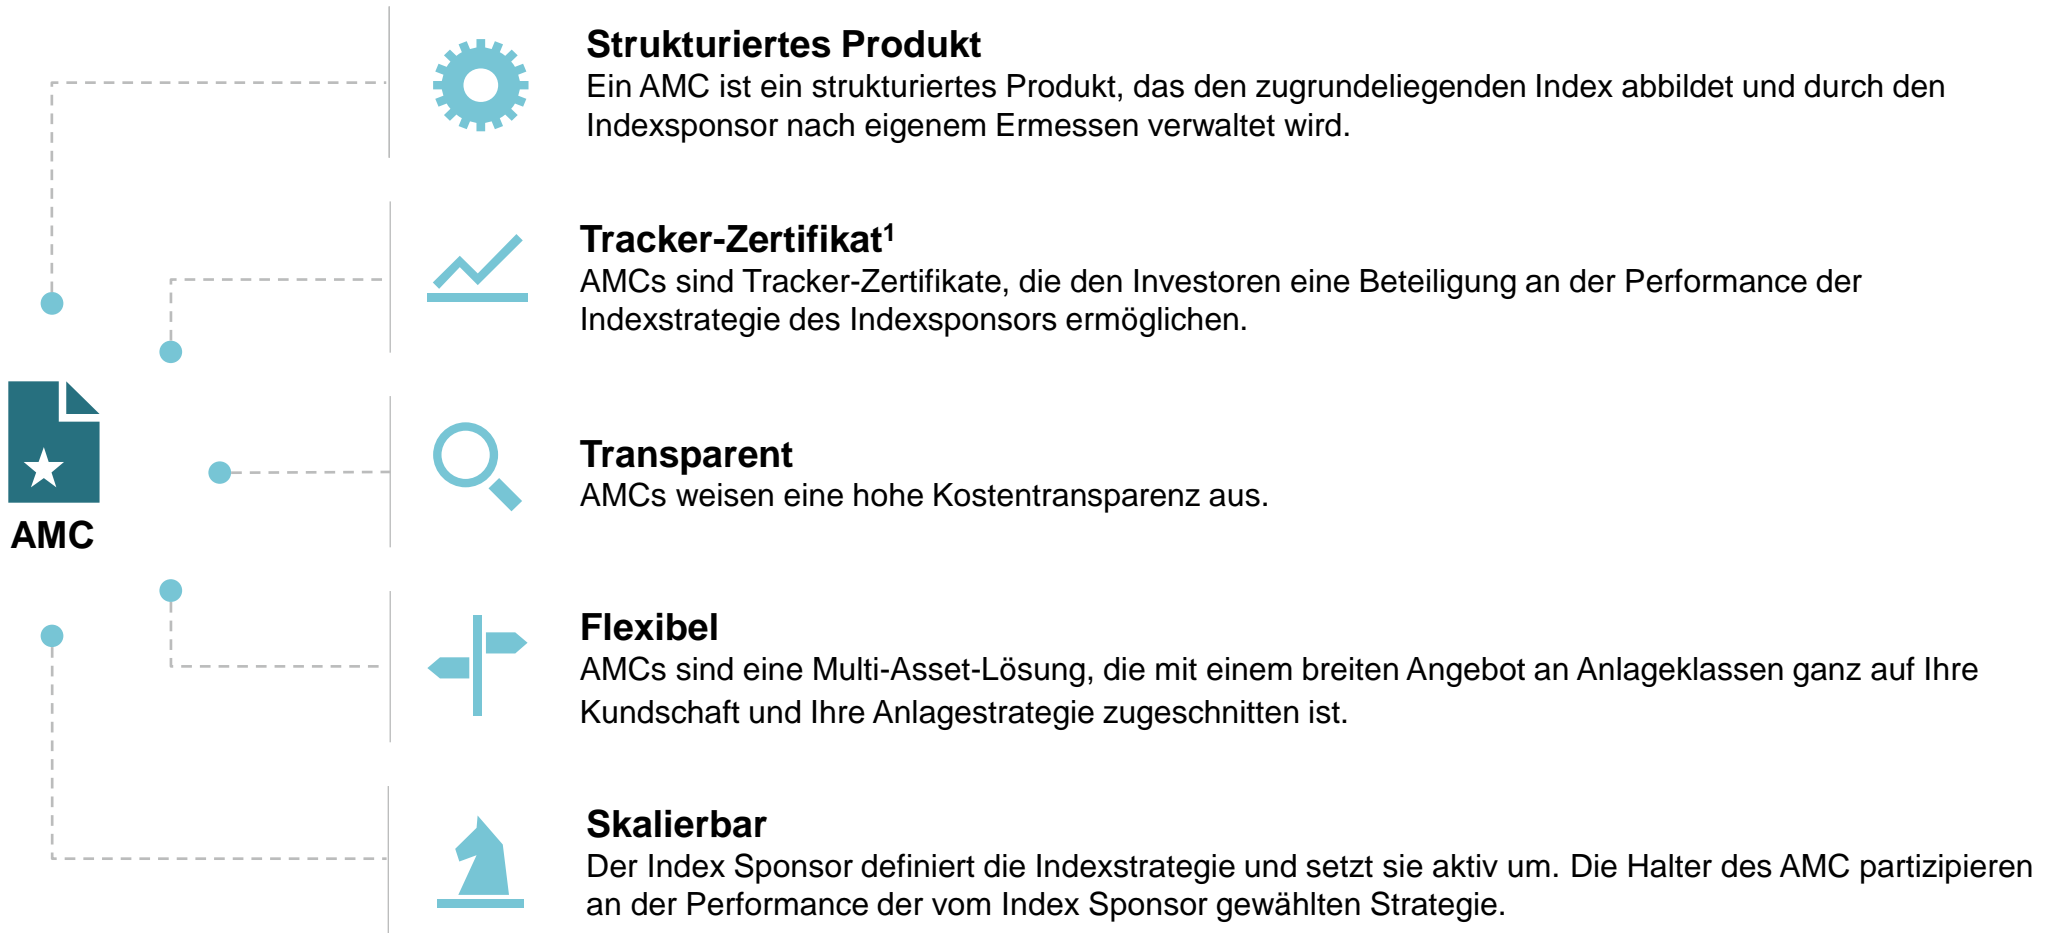 Strukturiertes Produkt
Ein AMC ist ein strukturiertes Produkt, das den zugrundeliegenden Index abbildet und durch den
Indexsponsor nach eigenem Ermessen verwaltet wird.
Tracker-Zertifikat¹
AMCs sind Tracker-Zertifikate, die den Investoren eine Beteiligung an der Performance der
Indexstrategie des Indexsponsors ermöglichen.
Transparent
AMCs weisen eine hohe Kostentransparenz aus.
AMC
Flexibel
AMCs sind eine Multi-Asset-Lösung, die mit einem breiten Angebot an Anlageklassen ganz auf Ihre
Kundschaft und Ihre Anlagestrategie zugeschnitten ist.
Skalierbar
Der Index Sponsor definiert die Indexstrategie und setzt sie aktiv um. Die Halter des AMC partizipieren
an der Performance der vom Index Sponsor gewählten Strategie.